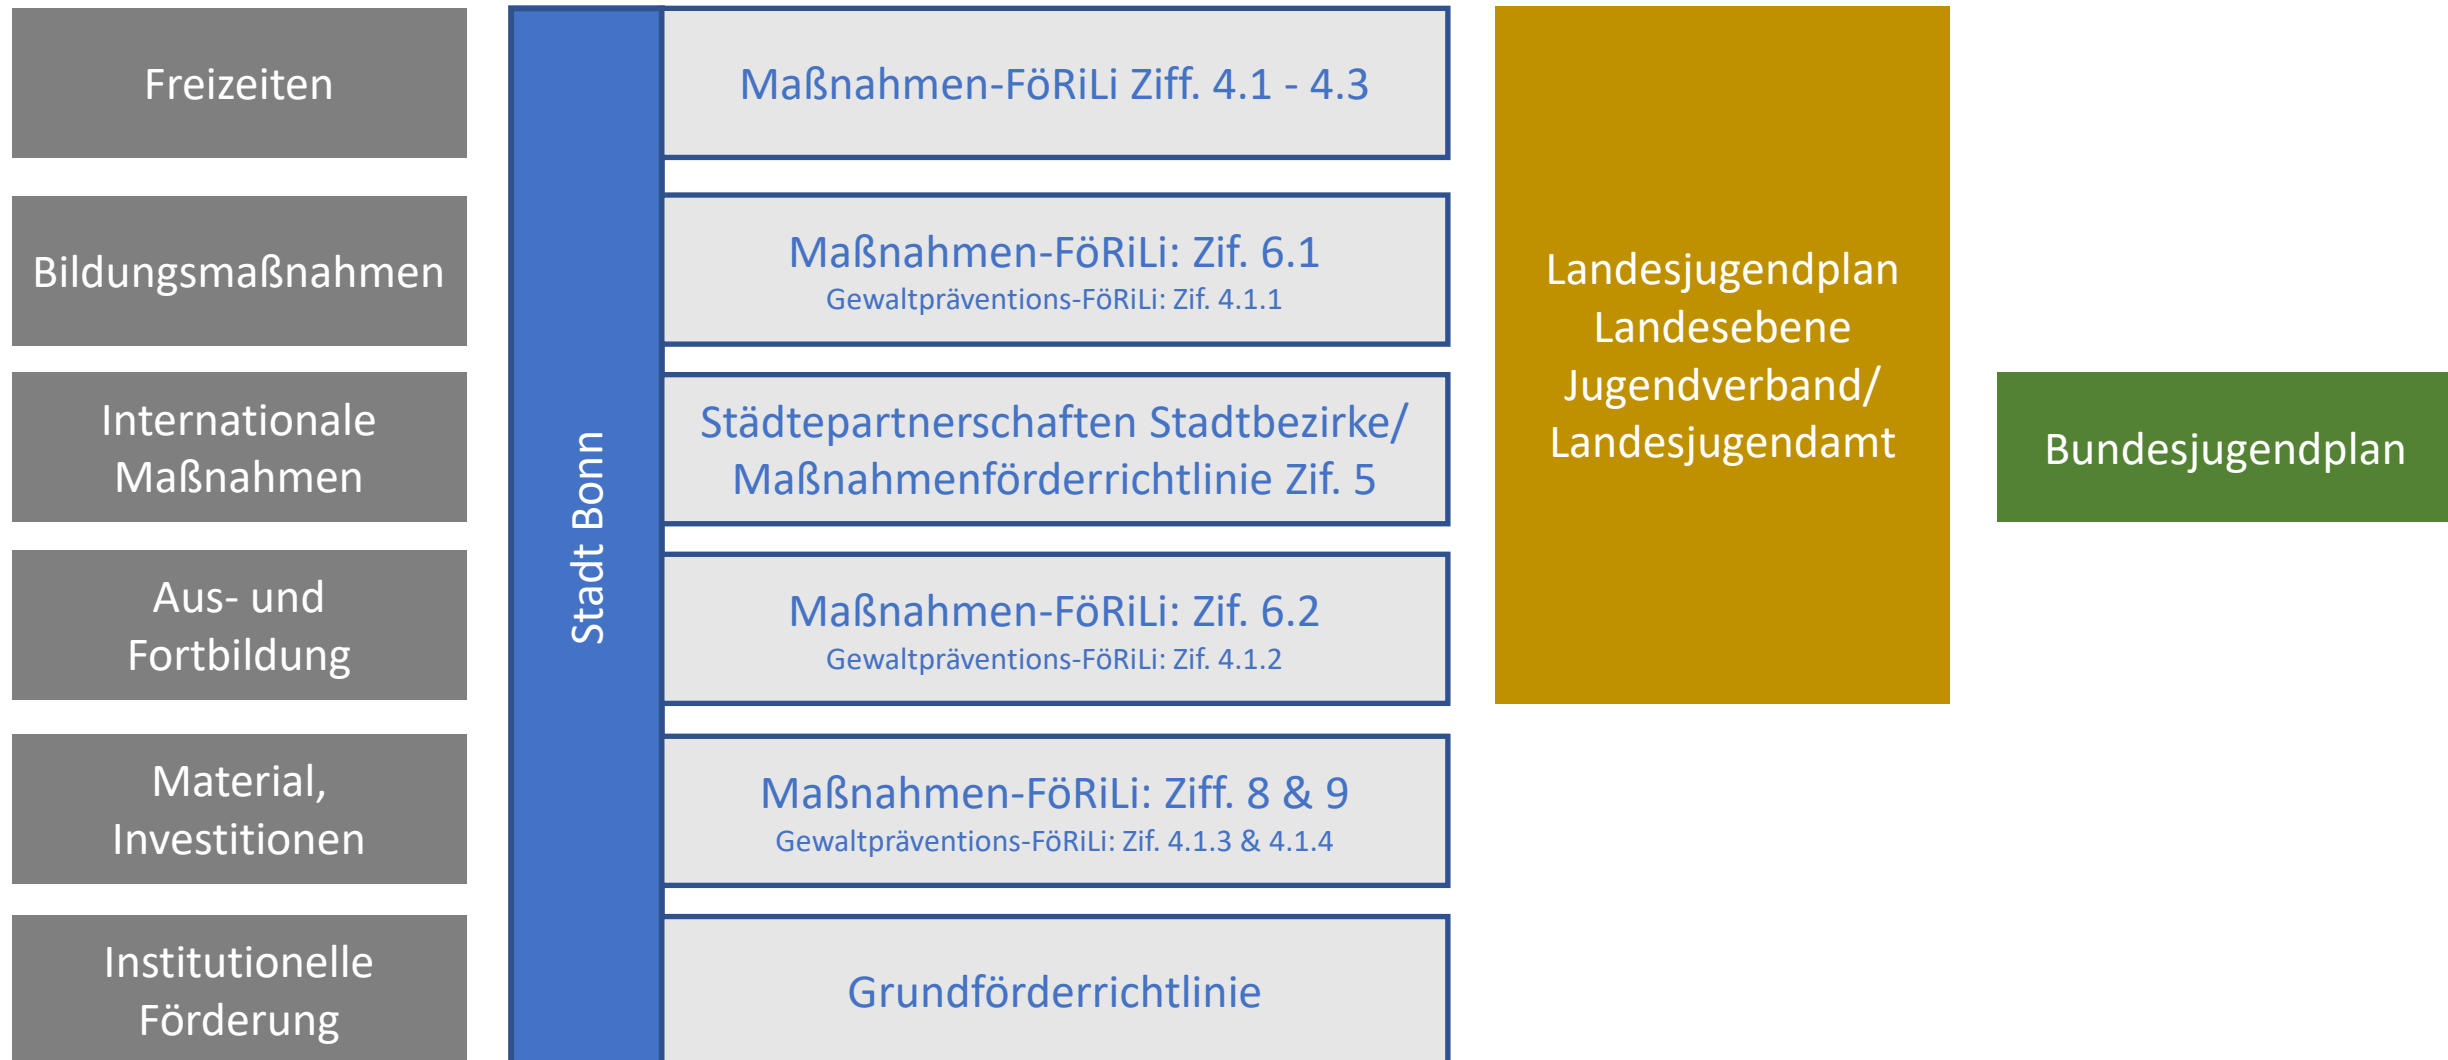 Freizeiten
Maßnahmen-FöRiLi Ziff. 4.1 - 4.3
Bildungsmaßnahmen
Maßnahmen-FöRiLi: Zif. 6.1
Gewaltpräventions-FöRiLi: Zif. 4.1.1
Internationale
Maßnahmen
Städtepartnerschaften Stadtbezirke/
Maßnahmenförderrichtlinie Zif. 5
Aus- und
Fortbildung
Maßnahmen-FöRiLi: Zif. 6.2
Gewaltpräventions-FöRiLi: Zif. 4.1.2
Material,
Investitionen
Maßnahmen-FöRiLi: Ziff. 8 & 9
Gewaltpräventions-FöRiLi: Zif. 4.1.3 & 4.1.4
Institutionelle
Förderung
Grundförderrichtlinie
Stadt Bonn
Landesjugendplan
Landesebene
Jugendverband/
Landesjugendamt
Bundesjugendplan